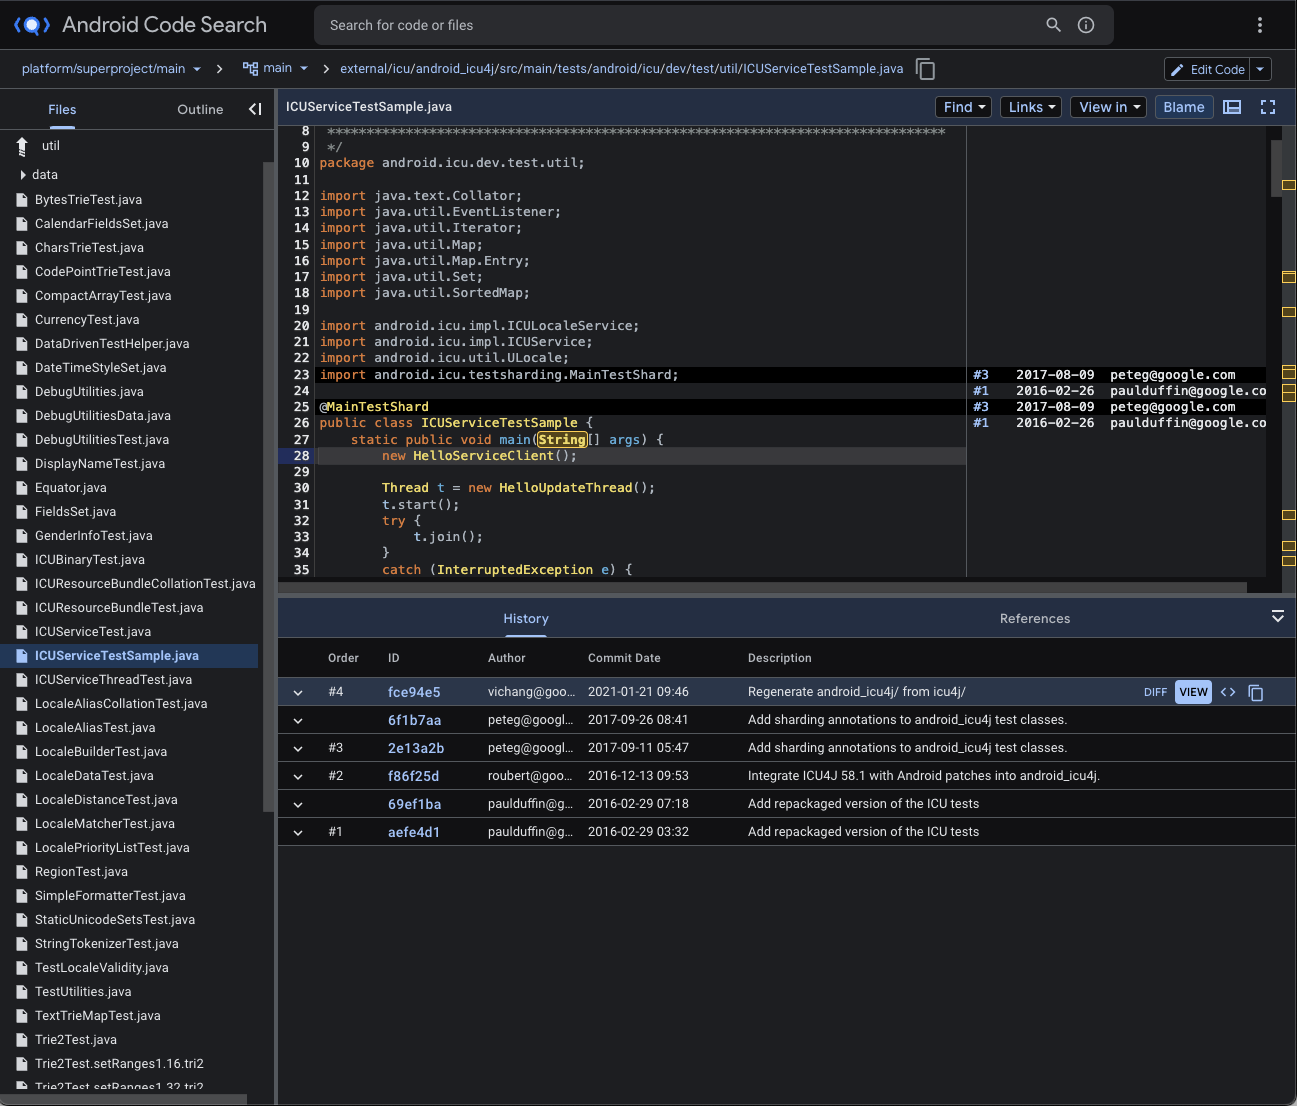 Android Code Search
Search for code or files
platform/superproject/main
main
external/icu/android_icu4j/src/main/tests/android/icu/dev/test/util/ICUServiceTestSample.java
Edit Code
Files
Outline
util
data
BytesTrieTest.java
CalendarFieldsSet.java
CharsTrieTest.java
CodePointTrieTest.java
CompactArrayTest.java
CurrencyTest.java
DataDrivenTestHelper.java
DateTimeStyleSet.java
DebugUtilities.java
DebugUtilitiesData.java
DebugUtilitiesTest.java
DisplayNameTest.java
Equator.java
FieldsSet.java
GenderInfoTest.java
ICUBinaryTest.java
ICUResourceBundleCollationTest.java
ICUResourceBundleTest.java
ICUServiceTest.java
ICUServiceTestSample.java
ICUServiceThreadTest.java
LocaleAliasCollationTest.java
LocaleAliasTest.java
LocaleBuilderTest.java
LocaleDataTest.java
LocaleDistanceTest.java
LocaleMatcherTest.java
LocalePriorityListTest.java
RegionTest.java
SimpleFormatterTest.java
StaticUnicodeSetsTest.java
StringTokenizerTest.java
TestLocaleValidity.java
TestUtilities.java
TextTrieMapTest.java
Trie2Test.java
Trie2Test.setRanges1.16.tri2
Trie2Test.setRanges1.32.tri2
ICUServiceTestSample.java
Find
Links
View in
Blame
8 *******************************************************************************
9 */
10 package android.icu.dev.test.util;
11
12 import java.text.Collator;
13 import java.util.EventListener;
14 import java.util.Iterator;
15 import java.util.Map;
16 import java.util.Map.Entry;
17 import java.util.Set;
18 import java.util.SortedMap;
19
20 import android.icu.impl.ICULocaleService;
21 import android.icu.impl.ICUService;
22 import android.icu.util.ULocale;
23 import android.icu.testsharding.MainTestShard; #3 2017-08-09 peteg@google.com
24 #1 2016-02-26 paulduffin@google.co
25 @MainTestShard #3 2017-08-09 peteg@google.com
26 public class ICUServiceTestSample { #1 2016-02-26 paulduffin@google.co
27 static public void main(String[] args) {
28 new HelloServiceClient();
29
30 Thread t = new HelloUpdateThread();
31 t.start();
32 try {
33 t.join();
34 }
35 catch (InterruptedException e) {
History
References
Order ID Author Commit Date Description
#4 fce94e5 vichang@goo... 2021-01-21 09:46 Regenerate android_icu4j/ from icu4j/ DIFF VIEW <>
6f1b7aa peteg@googl... 2017-09-26 08:41 Add sharding annotations to android_icu4j test classes.
#3 2e13a2b peteg@googl... 2017-09-11 05:47 Add sharding annotations to android_icu4j test classes.
#2 f86f25d roubert@goo... 2016-12-13 09:53 Integrate ICU4J 58.1 with Android patches into android_icu4j.
69ef1ba paulduffin@g... 2016-02-29 07:18 Add repackaged version of the ICU tests
#1 aefe4d1 paulduffin@g... 2016-02-29 03:32 Add repackaged version of the ICU tests